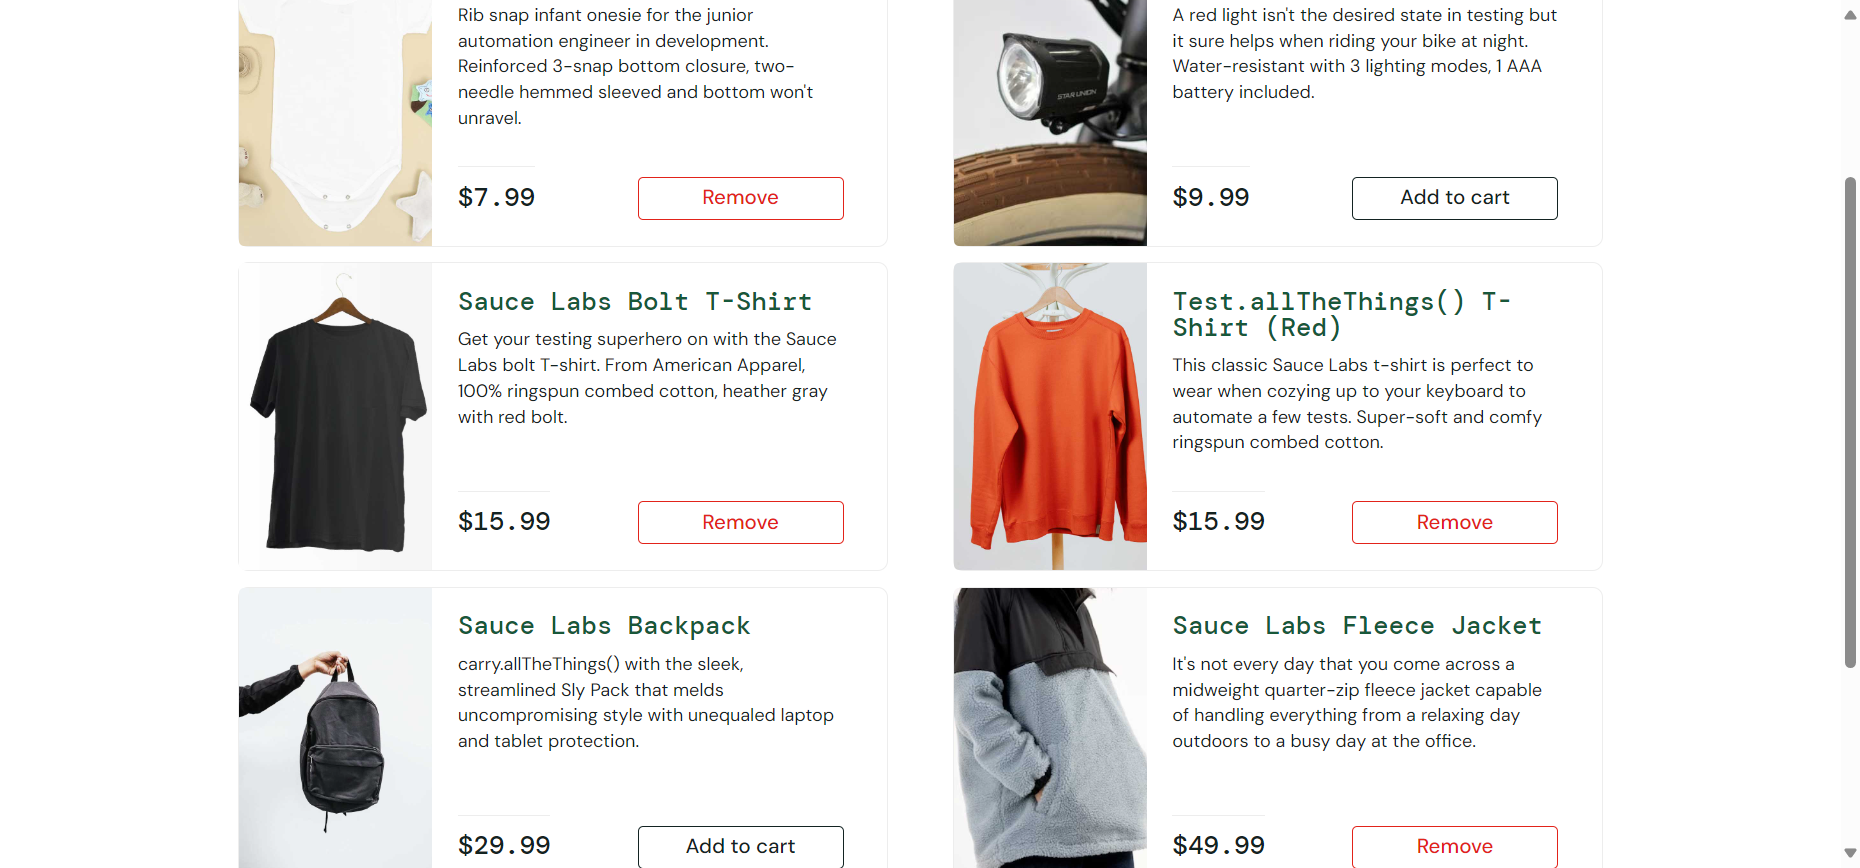 Rib snap infant onesie for the junior
automation engineer in development.
Reinforced 3-snap bottom closure, two-
needle hemmed sleeved and bottom won't
unravel.
$7.99
Remove
A red light isn't the desired state in testing but
it sure helps when riding your bike at night.
Water-resistant with 3 lighting modes, 1 AAA
battery included.
$9.99
Add to cart
STAR UNION
Sauce Labs Bolt T-Shirt
Get your testing superhero on with the Sauce
Labs bolt T-shirt. From American Apparel,
100% ringspun combed cotton, heather gray
with red bolt.
$15.99
Remove
Test.allTheThings() T-
Shirt (Red)
This classic Sauce Labs t-shirt is perfect to
wear when cozying up to your keyboard to
automate a few tests. Super-soft and comfy
ringspun combed cotton.
$15.99
Remove
Sauce Labs Backpack
carry.allTheThings() with the sleek,
streamlined Sly Pack that melds
uncompromising style with unequaled laptop
and tablet protection.
$29.99
Add to cart
Sauce Labs Fleece Jacket
It's not every day that you come across a
midweight quarter-zip fleece jacket capable
of handling everything from a relaxing day
outdoors to a busy day at the office.
$49.99
Remove